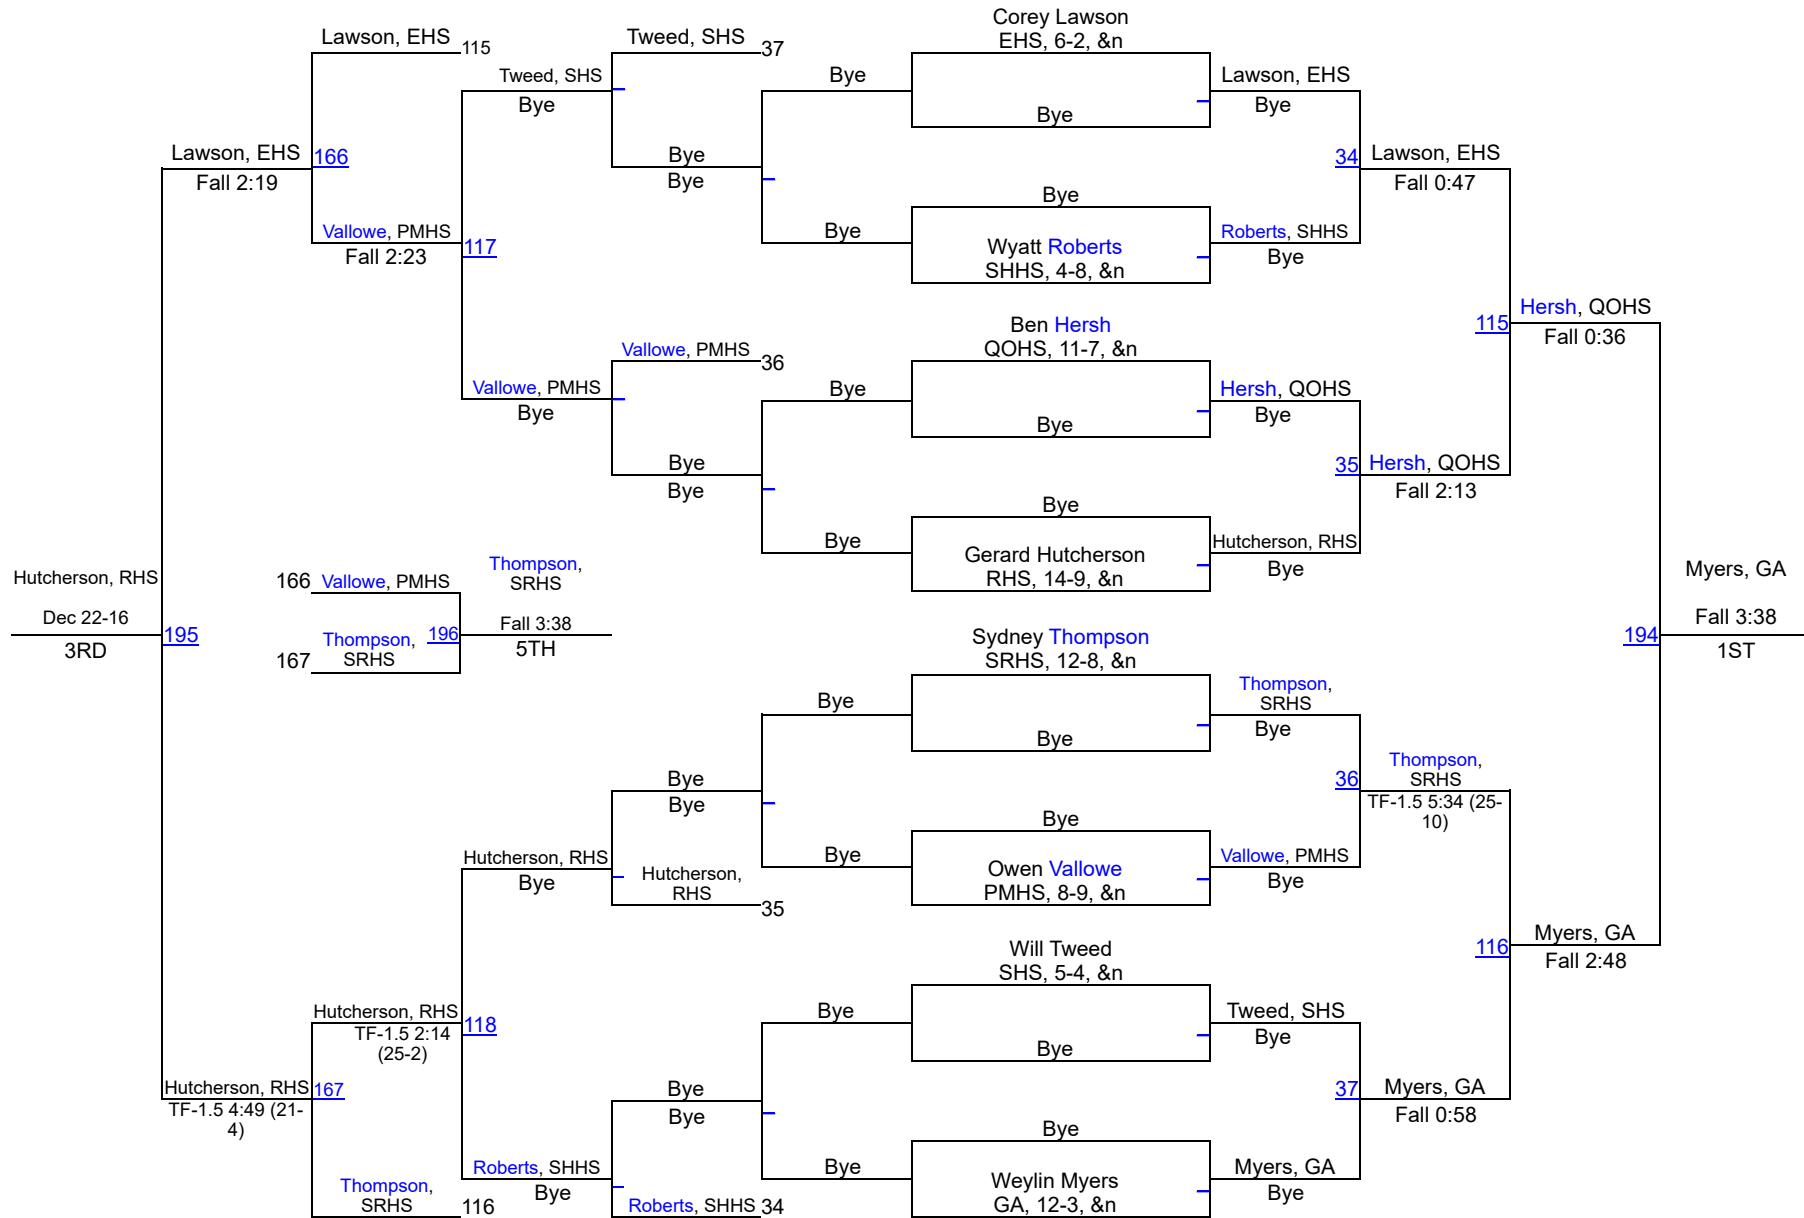 Corey Lawson
EHS, 6-2, &n
Lawson, EHS
115
Tweed, SHS
37
Tweed, SHS
Bye
Bye
Bye
Lawson, EHS
Bye
Lawson, EHS
Fall 2:19
166
Bye
Bye
34
Lawson, EHS
Fall 0:47
Vallowe, PMHS
Fall 2:23
117
Bye
Bye
Wyatt Roberts
SHHS, 4-8, &n
Roberts, SHHS
Bye
Ben Hersh
QOHS, 11-7, &n
115
Hersh, QOHS
Fall 0:36
Vallowe, PMHS
36
Vallowe, PMHS
Bye
Bye
Bye
Hersh, QOHS
Bye
Bye
Bye
35
Hersh, QOHS
Fall 2:13
Bye
Bye
Gerard Hutcherson
RHS, 14-9, &n
Hutcherson, RHS
Bye
Hutcherson, RHS
Dec 22-16
3RD
195
166
Vallowe, PMHS
167
Thompson,
SRHS
196
Thompson,
SRHS
Fall 3:38
5TH
Myers, GA
Fall 3:38
1ST
194
Sydney Thompson
SRHS, 12-8, &n
Bye
Bye
Thompson,
SRHS
Bye
Bye
Bye
36
Thompson,
SRHS
TF-1.5 5:34 (25-
10)
Hutcherson, RHS
Bye
Hutcherson,
RHS
35
Bye
Bye
Owen Vallowe
PMHS, 8-9, &n
Vallowe, PMHS
Bye
Will Tweed
SHS, 5-4, &n
116
Myers, GA
Fall 2:48
Hutcherson, RHS
TF-1.5 2:14
(25-2)
118
Bye
Bye
Tweed, SHS
Bye
Hutcherson, RHS
TF-1.5 4:49 (21-
4)
167
Bye
Bye
37
Myers, GA
Fall 0:58
Thompson,
SRHS
116
Roberts, SHHS
Bye
Roberts, SHHS
34
Bye
Bye
Weylin Myers
GA, 12-3, &n
Myers, GA
Bye